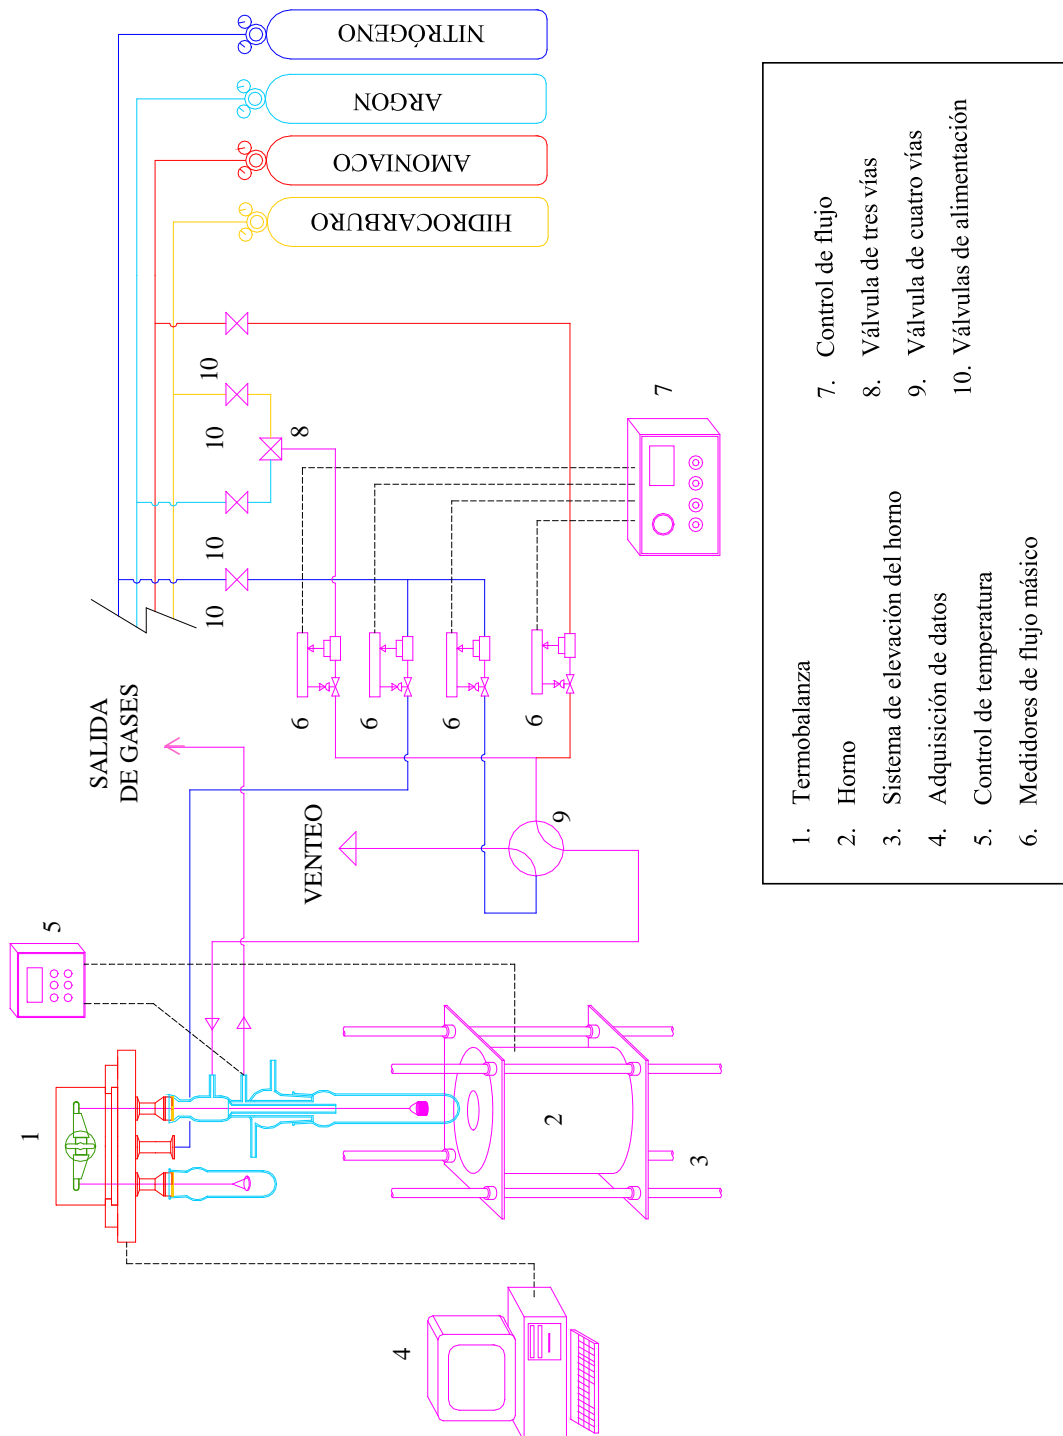 NITRÓGENO
ARGON
AMONIACO
HIDROCARBURO
10
10
10
10
8
7
6
6
6
6
SALIDA
DE GASES
VENTEO
9
5
1
2
3
4
1. Termobalanza
2. Horno
3. Sistema de elevación del horno
4. Adquisición de datos
5. Control de temperatura
6. Medidores de flujo másico
7. Control de flujo
8. Válvula de tres vías
9. Válvula de cuatro vías
10. Válvulas de alimentación